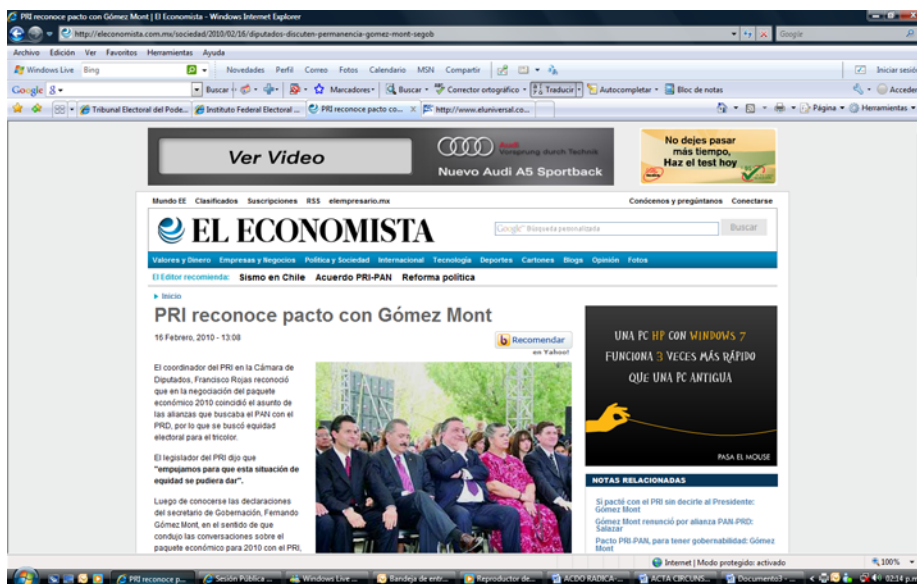 PRI reconoce pacto con Gómez Mont | El Economista - Windows Internet Explorer
http://eleconomista.com.mx/sociedad/2010/02/16/diputados-discuten-permanencia-gomez-mont-segob
Google
Archivo Edición Ver Favoritos Herramientas Ayuda
Windows Live Bing Novedades Perfil Correo Fotos Calendario MSN Compartir Iniciar sesió
Google Buscar Marcadores Buscar Corrector ortográfico Traducir Autocompletar Bloc de notas Acceder
Tribunal Electoral del Pode... Instituto Federal Electoral ... PRI reconoce pacto co... X http://www.eluniversal.co... Página Herramientas
Ver Video
Audi
Vorsprung durch Technik
Nuevo Audi A5 Sportback
No dejes pasar
más tiempo,
Haz el test hoy
Mundo EE Clasificados Suscripciones RSS elempresario.mx Conócenos y pregúntanos Conectarse
EL ECONOMISTA
Google Búsqueda personalizada Buscar
Valores y Dinero Empresas y Negocios Política y Sociedad Internacional Tecnología Deportes Cartones Blogs Opinión Fotos
El Editor recomienda: Sismo en Chile Acuerdo PRI-PAN Reforma política
Inicio
PRI reconoce pacto con Gómez Mont
16 Febrero, 2010 - 13:08
Recomendar
en Yahoo!
El coordinador del PRI en la Cámara de
Diputados, Francisco Rojas reconoció
que en la negociación del paquete
económico 2010 coincidió el asunto de
las alianzas que buscaba el PAN con el
PRD, por lo que se buscó equidad
electoral para el tricolor.
El legislador del PRI dijo que
"empujamos para que esta situación de
equidad se pudiera dar".
Luego de conocerse las declaraciones
del secretario de Gobernación, Fernando
Gómez Mont, en el sentido de que
condujo las conversaciones sobre el
paquete económico para 2010 con el PRI,
UNA PC HP CON WINDOWS 7
FUNCIONA 3 VECES MÁS RÁPIDO
QUE UNA PC ANTIGUA
PASA EL MOUSE
NOTAS RELACIONADAS
Sí pacté con el PRI sin decirle al Presidente:
Gómez Mont
Gómez Mont renunció por alianza PAN-PRD:
Salazar
Pacto PRI-PAN, para tener gobernabilidad: Gómez
Mont
Internet | Modo protegido: activado 100%
PRI reconoce p... Sesión Pública ... Windows Live ... Bandeja de entr... Reproductor de... ACDO RADICA-... ACTA CIRCUNS... Documento3 -